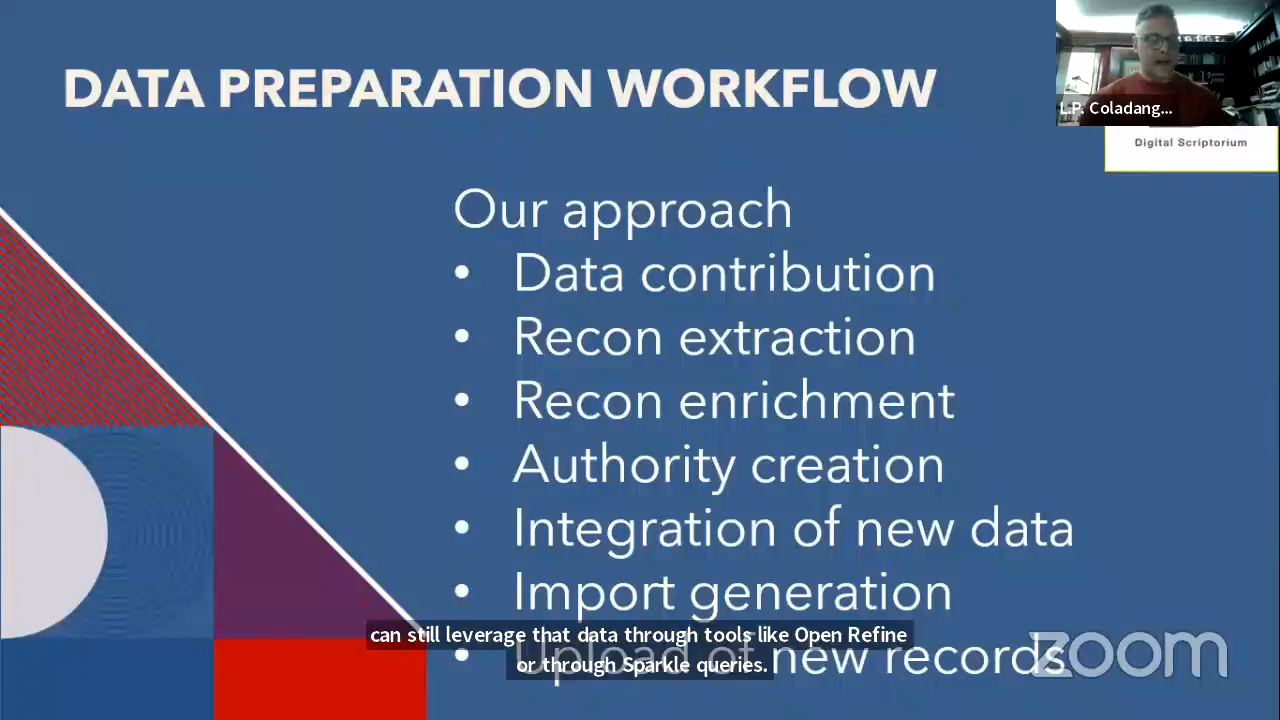 DATA PREPARATION WORKFLOW
L.P. Coladang...
Digital Scriptorium
Our approach
• Data contribution
• Recon extraction
• Recon enrichment
• Authority creation
• Integration of new data
• Import generation
• Upload of new records
can still leverage that data through tools like Open Refine
or through Sparkle queries.
zoom